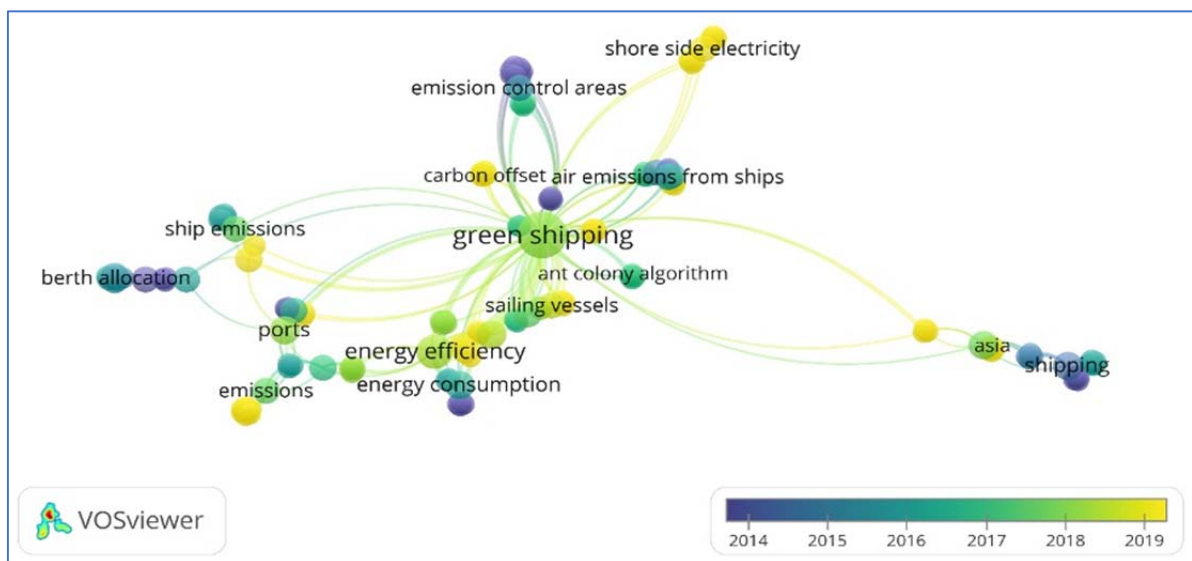 shore side electricity
emission control areas
carbon offset
air emissions from ships
ship emissions
green shipping
berth allocation
ant colony algorithm
sailing vessels
ports
energy efficiency
asia
shipping
emissions
energy consumption
VOSviewer
2014 2015 2016 2017 2018 2019